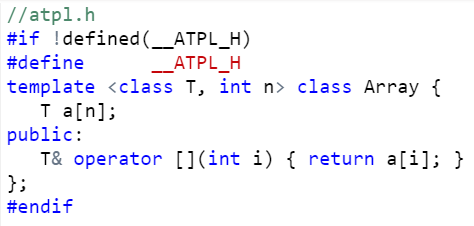 //atpl.h
#if !defined(__ATPL_H)
#define      __ATPL_H
template <class T, int n> class Array {
   T a[n];
public:
   T& operator [](int i) { return a[i]; }
};
#endif